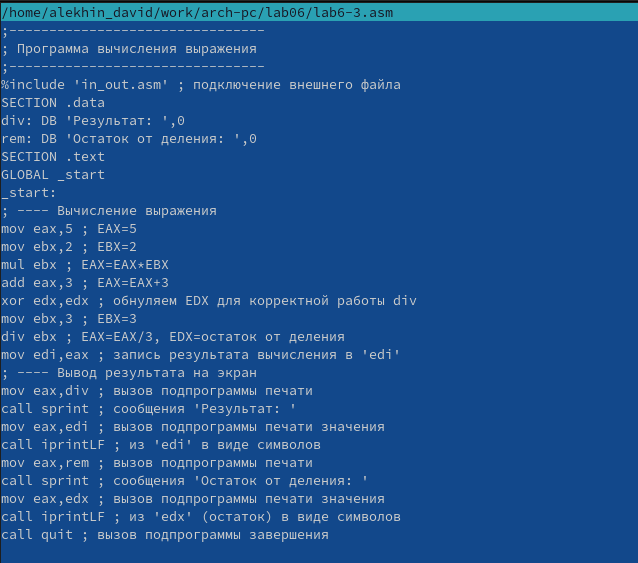 /home/alekhin_david/work/arch-pc/lab06/lab6-3.asm
;--------------------------------
; Программа вычисления выражения
;--------------------------------
%include 'in_out.asm' ; подключение внешнего файла
SECTION .data
div: DB 'Результат: ',0
rem: DB 'Остаток от деления: ',0
SECTION .text
GLOBAL _start
_start:
; ---- Вычисление выражения
mov eax,5 ; EAX=5
mov ebx,2 ; EBX=2
mul ebx ; EAX=EAX*EBX
add eax,3 ; EAX=EAX+3
xor edx,edx ; обнуляем EDX для корректной работы div
mov ebx,3 ; EBX=3
div ebx ; EAX=EAX/3, EDX=остаток от деления
mov edi,eax ; запись результата вычисления в 'edi'
; ---- Вывод результата на экран
mov eax,div ; вызов подпрограммы печати
call sprint ; сообщения 'Результат: '
mov eax,edi ; вызов подпрограммы печати значения
call iprintLF ; из 'edi' в виде символов
mov eax,rem ; вызов подпрограммы печати
call sprint ; сообщения 'Остаток от деления: '
mov eax,edx ; вызов подпрограммы печати значения
call iprintLF ; из 'edx' (остаток) в виде символов
call quit ; вызов подпрограммы завершения